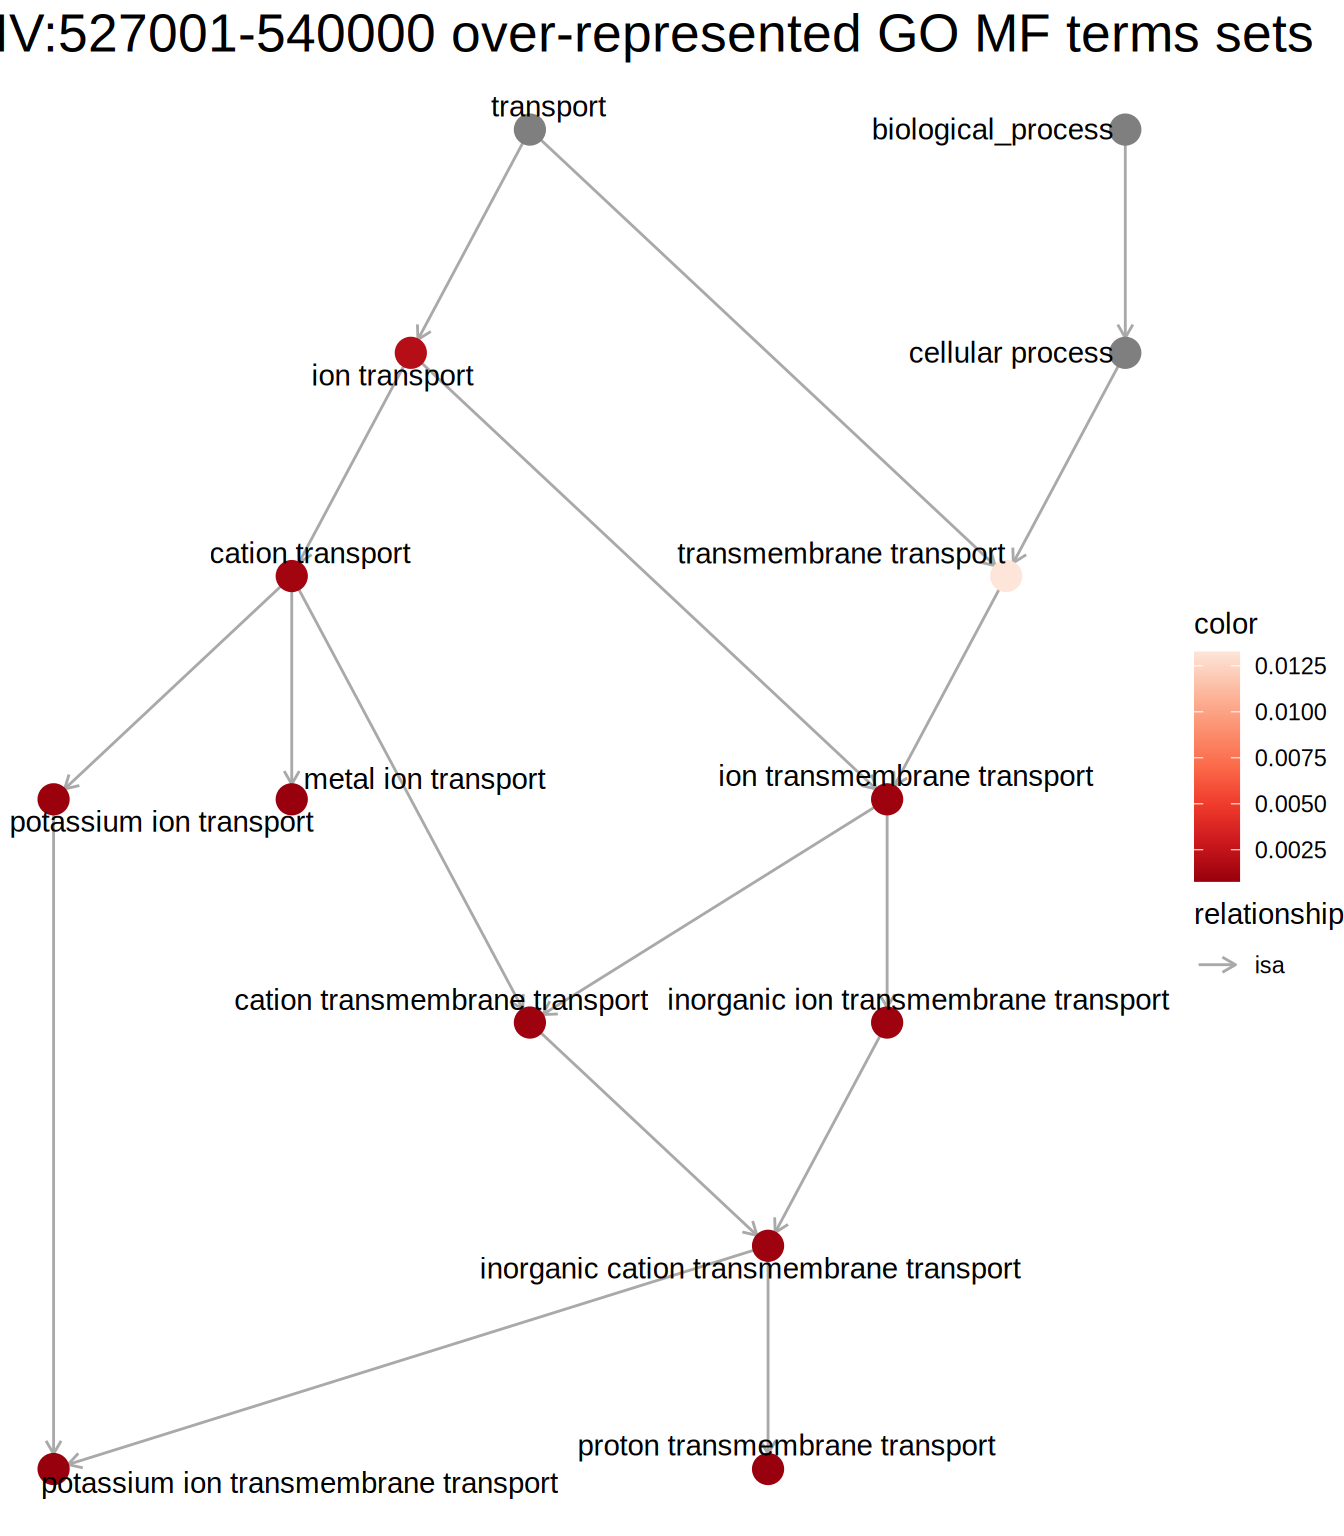 IV:527001-540000 over-represented GO MF terms sets
transport
biological_process
cellular process
ion transport
cation transport
transmembrane transport
color
0.0125
0.0100
0.0075
0.0050
0.0025
relationship
isa
metal ion transport
ion transmembrane transport
potassium ion transport
cation transmembrane transport
inorganic ion transmembrane transport
inorganic cation transmembrane transport
proton transmembrane transport
potassium ion transmembrane transport